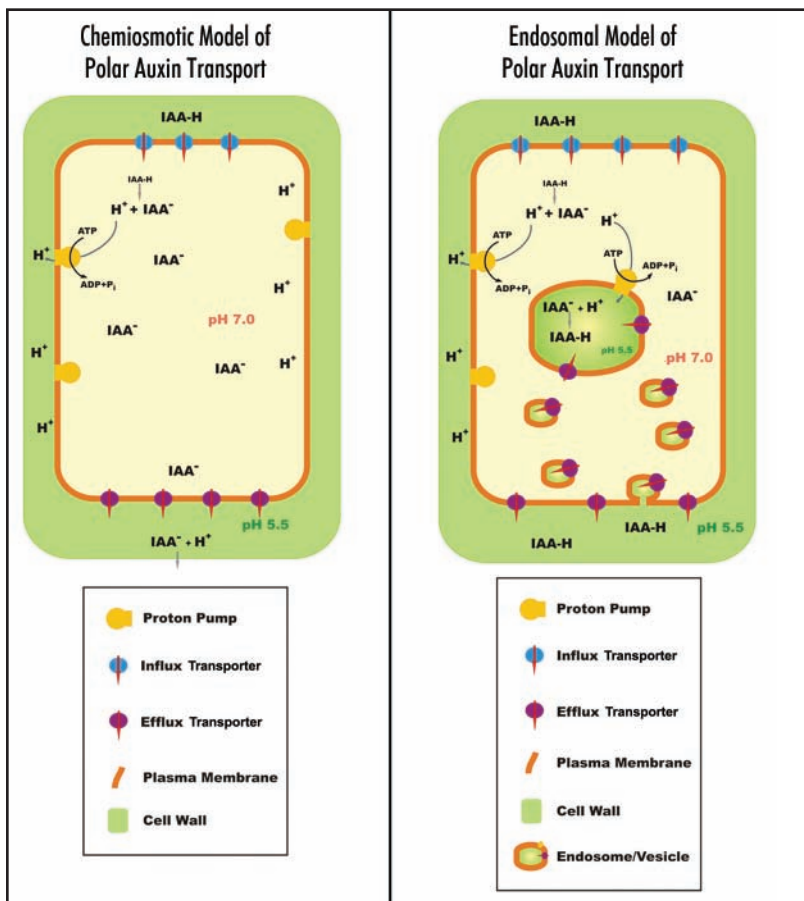 Chemiosmotic Model of
Polar Auxin Transport
IAA-H
IAA-H
H⁺ + IAA⁻
H⁺
ATP
H⁺
ADP+Pi
IAA⁻
H⁺
pH 7.0
IAA⁻
H⁺
IAA⁻
H⁺
H⁺
IAA⁻
pH 5.5
IAA⁻ + H⁺
Proton Pump
Influx Transporter
Efflux Transporter
Plasma Membrane
Cell Wall
Endosomal Model of
Polar Auxin Transport
IAA-H
IAA-H
H⁺ + IAA⁻
H⁺
ATP
H⁺
ADP+Pi
ATP
ADP+Pi
IAA⁻ + H⁺
IAA⁻
IAA-H
pH 5.5
pH 7.0
H⁺
H⁺
IAA-H
IAA-H
pH 5.5
Proton Pump
Influx Transporter
Efflux Transporter
Plasma Membrane
Cell Wall
Endosome/Vesicle